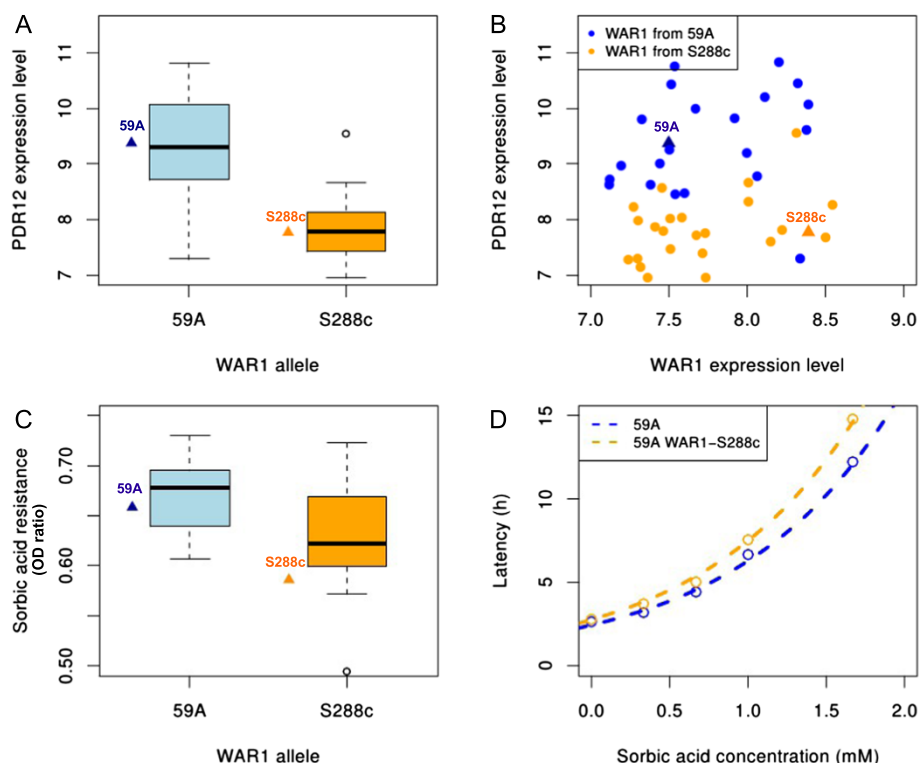 A
PDR12 expression level
11
10
9
8
7
59A
S288c
59A
S288c
WAR1 allele
B
PDR12 expression level
11
10
9
8
7
WAR1 from 59A
WAR1 from S288c
59A
S288c
7.0 7.5 8.0 8.5 9.0
WAR1 expression level
C
Sorbic acid resistance
(OD ratio)
0.70
0.60
0.50
59A
S288c
59A
S288c
WAR1 allele
D
Latency (h)
15
10
5
0
59A
59A WAR1−S288c
0.0 0.5 1.0 1.5 2.0
Sorbic acid concentration (mM)